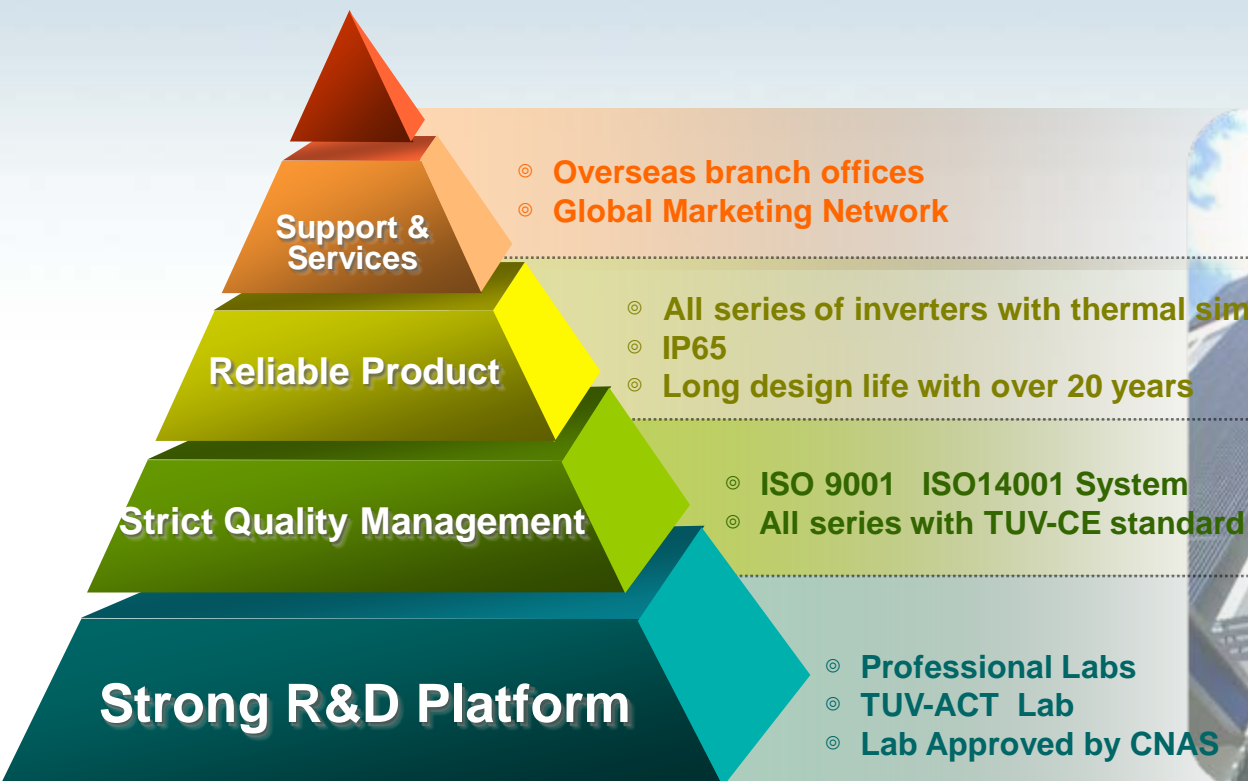 Support &
Services
◎ Overseas branch offices
◎ Global Marketing Network
Reliable Product
◎ All series of inverters with thermal
◎ IP65
◎ Long design life with over 20 years
Strict Quality Management
◎ ISO 9001 ISO14001 System
◎ All series with TUV-CE standard
Strong R&D Platform
◎ Professional Labs
◎ TUV-ACT Lab
◎ Lab Approved by CNAS